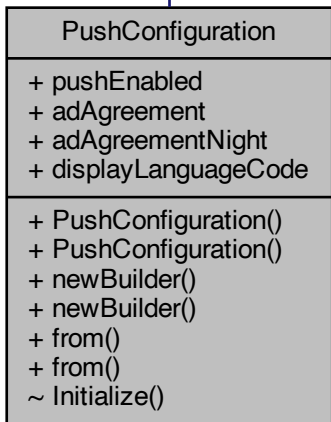 PushConfiguration
+ pushEnabled
+ adAgreement
+ adAgreementNight
+ displayLanguageCode
+ PushConfiguration()
+ PushConfiguration()
+ newBuilder()
+ newBuilder()
+ from()
+ from()
~ Initialize()